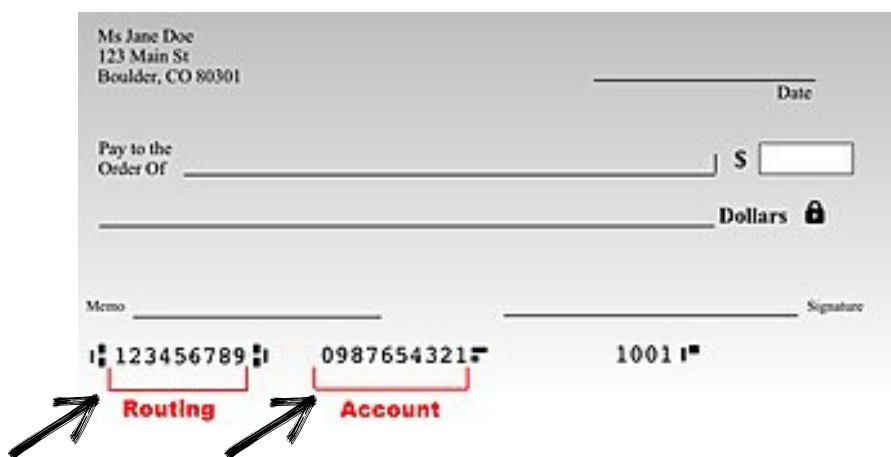 Ms Jane Doe
123 Main St
Boulder, CO 80301
Date
Pay to the
Order Of
$
Dollars
Memo
Signature
⑆123456789⑆ 0987654321⑈ 1001⑉
Routing Account